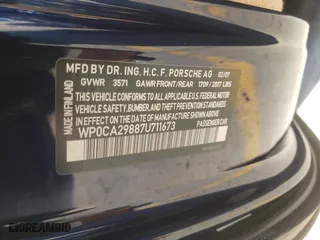 MFD BY DR. ING. H.C. F. PORSCHE AG 02/07
GVWR 3571 GAWR FRONT/REAR 1709 / 2017 LBS
MADE IN FINLAND
THIS VEHICLE CONFORMS TO ALL APPLICABLE
U.S. FEDERAL MOTOR VEHICLE SAFETY, BUMPER
AND THEFT PREVENTION STANDARDS IN EFFECT
ON THE DATE OF MANUFACTURE SHOWN ABOVE
WP0CA29887U711673
PASSENGER CAR